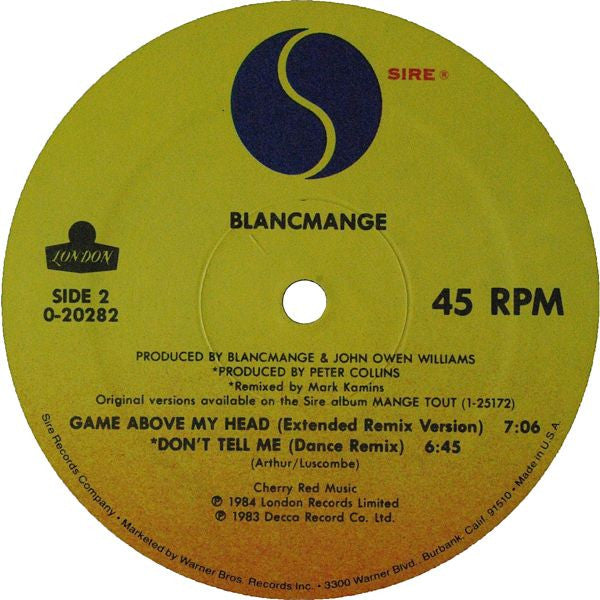 SIRE ®
BLANCMANGE
LONDON
SIDE 2
0-20282
45 RPM
PRODUCED BY BLANCMANGE & JOHN OWEN WILLIAMS
*PRODUCED BY PETER COLLINS
*Remixed by Mark Kamins
Original versions available on the Sire album MANGE TOUT (1-25172)
GAME ABOVE MY HEAD (Extended Remix Version) 7:06
*DON'T TELL ME (Dance Remix) 6:45
(Arthur/Luscombe)
Cherry Red Music
℗ 1984 London Records Limited
℗ 1983 Decca Record Co. Ltd.
Sire Records Company • Marketed by Warner Bros. Records Inc. • 3300 Warner Blvd., Burbank, Calif. 91510 • Made in U.S.A.